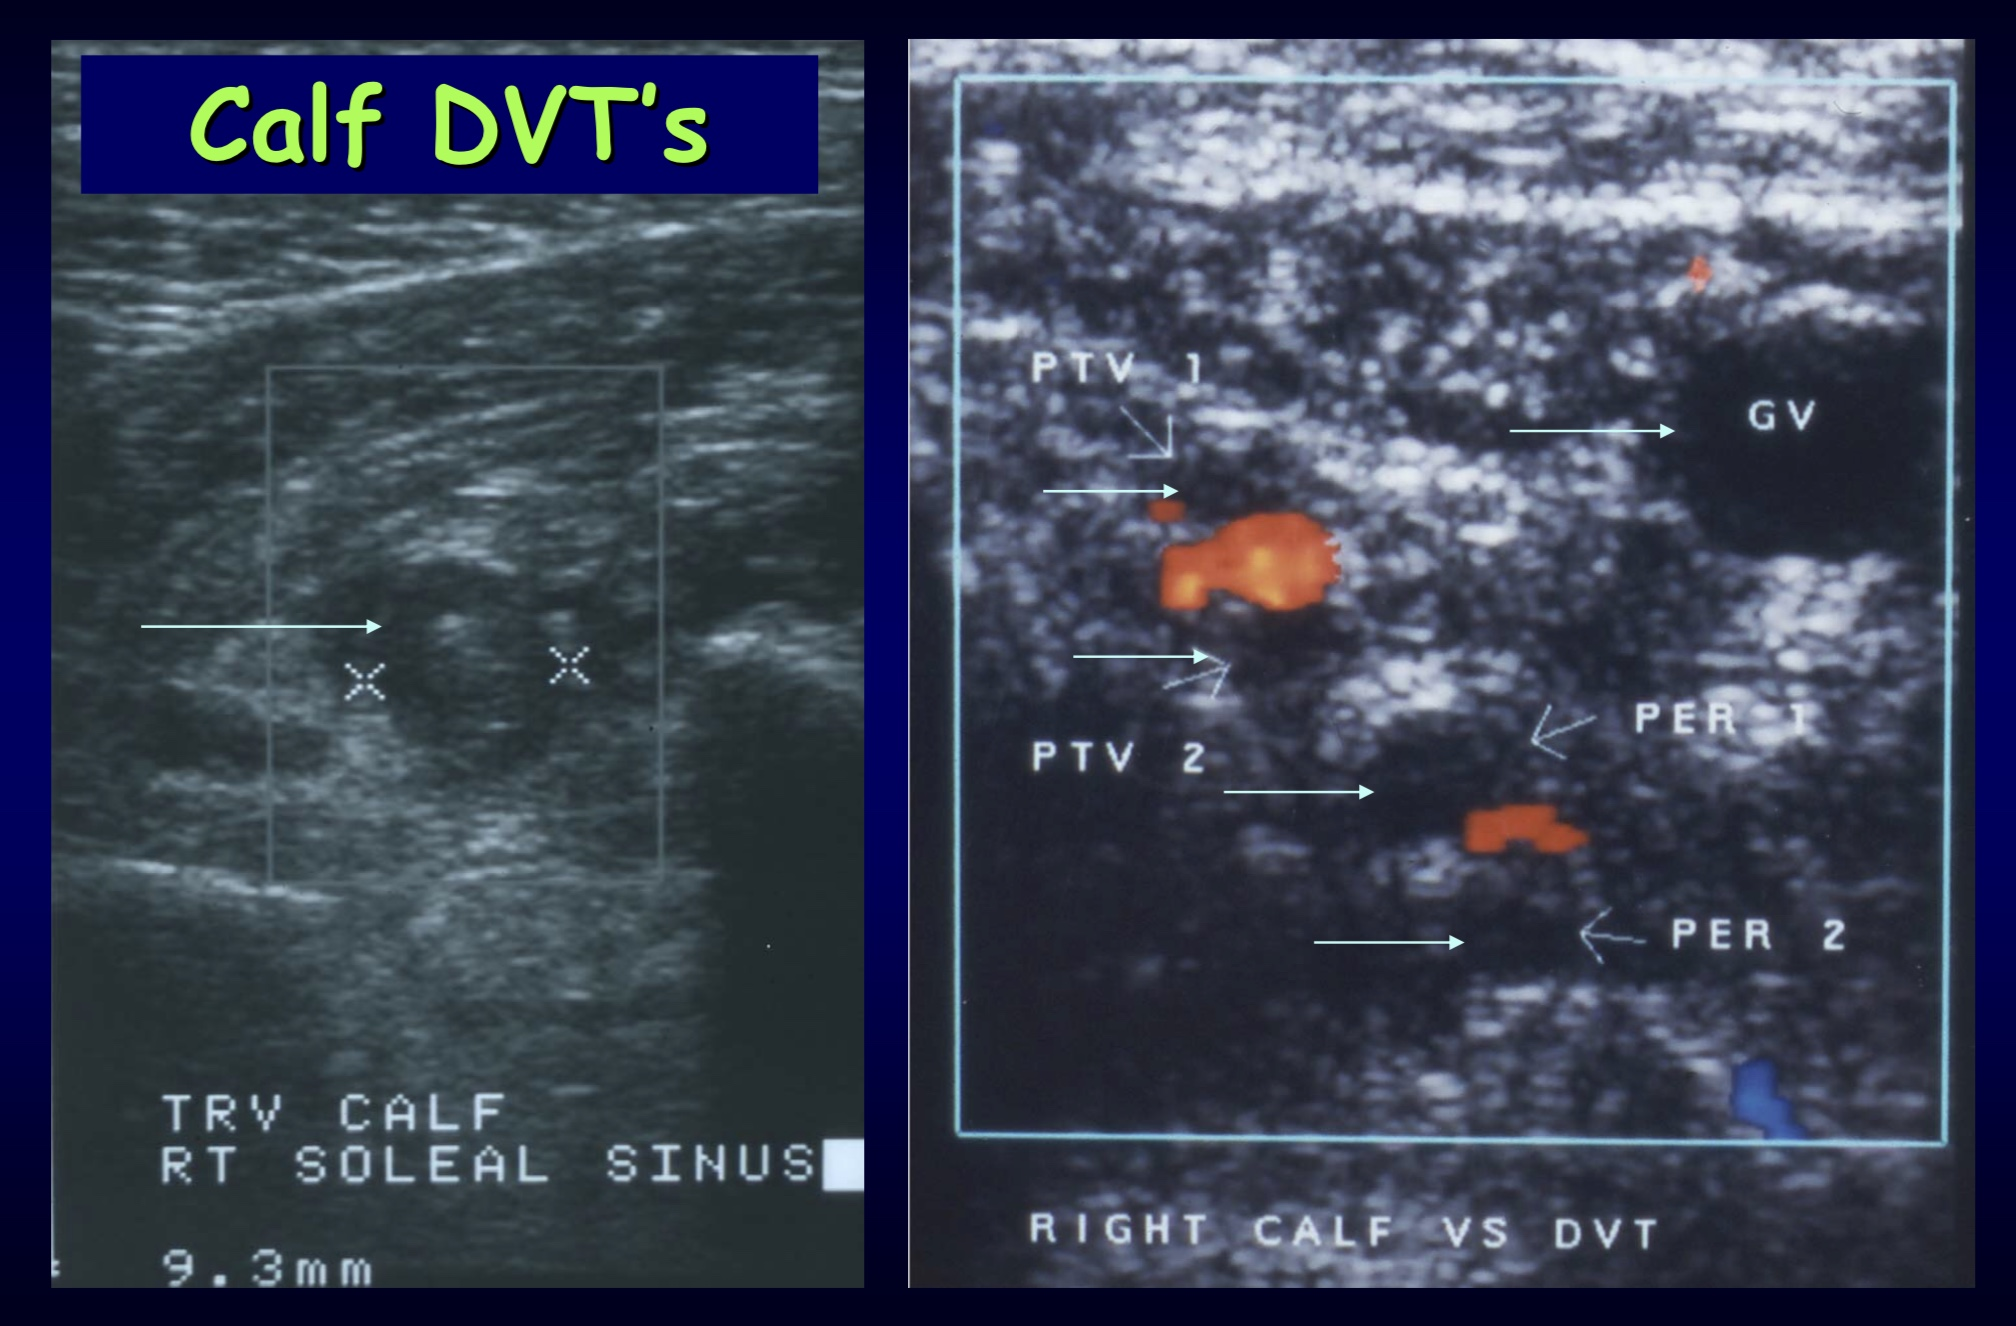 Calf DVT's
TRV CALF
RT SOLEAL SINUS
9.3mm
PTV 1
GV
PER 1
PTV 2
PER 2
RIGHT CALF VS DVT